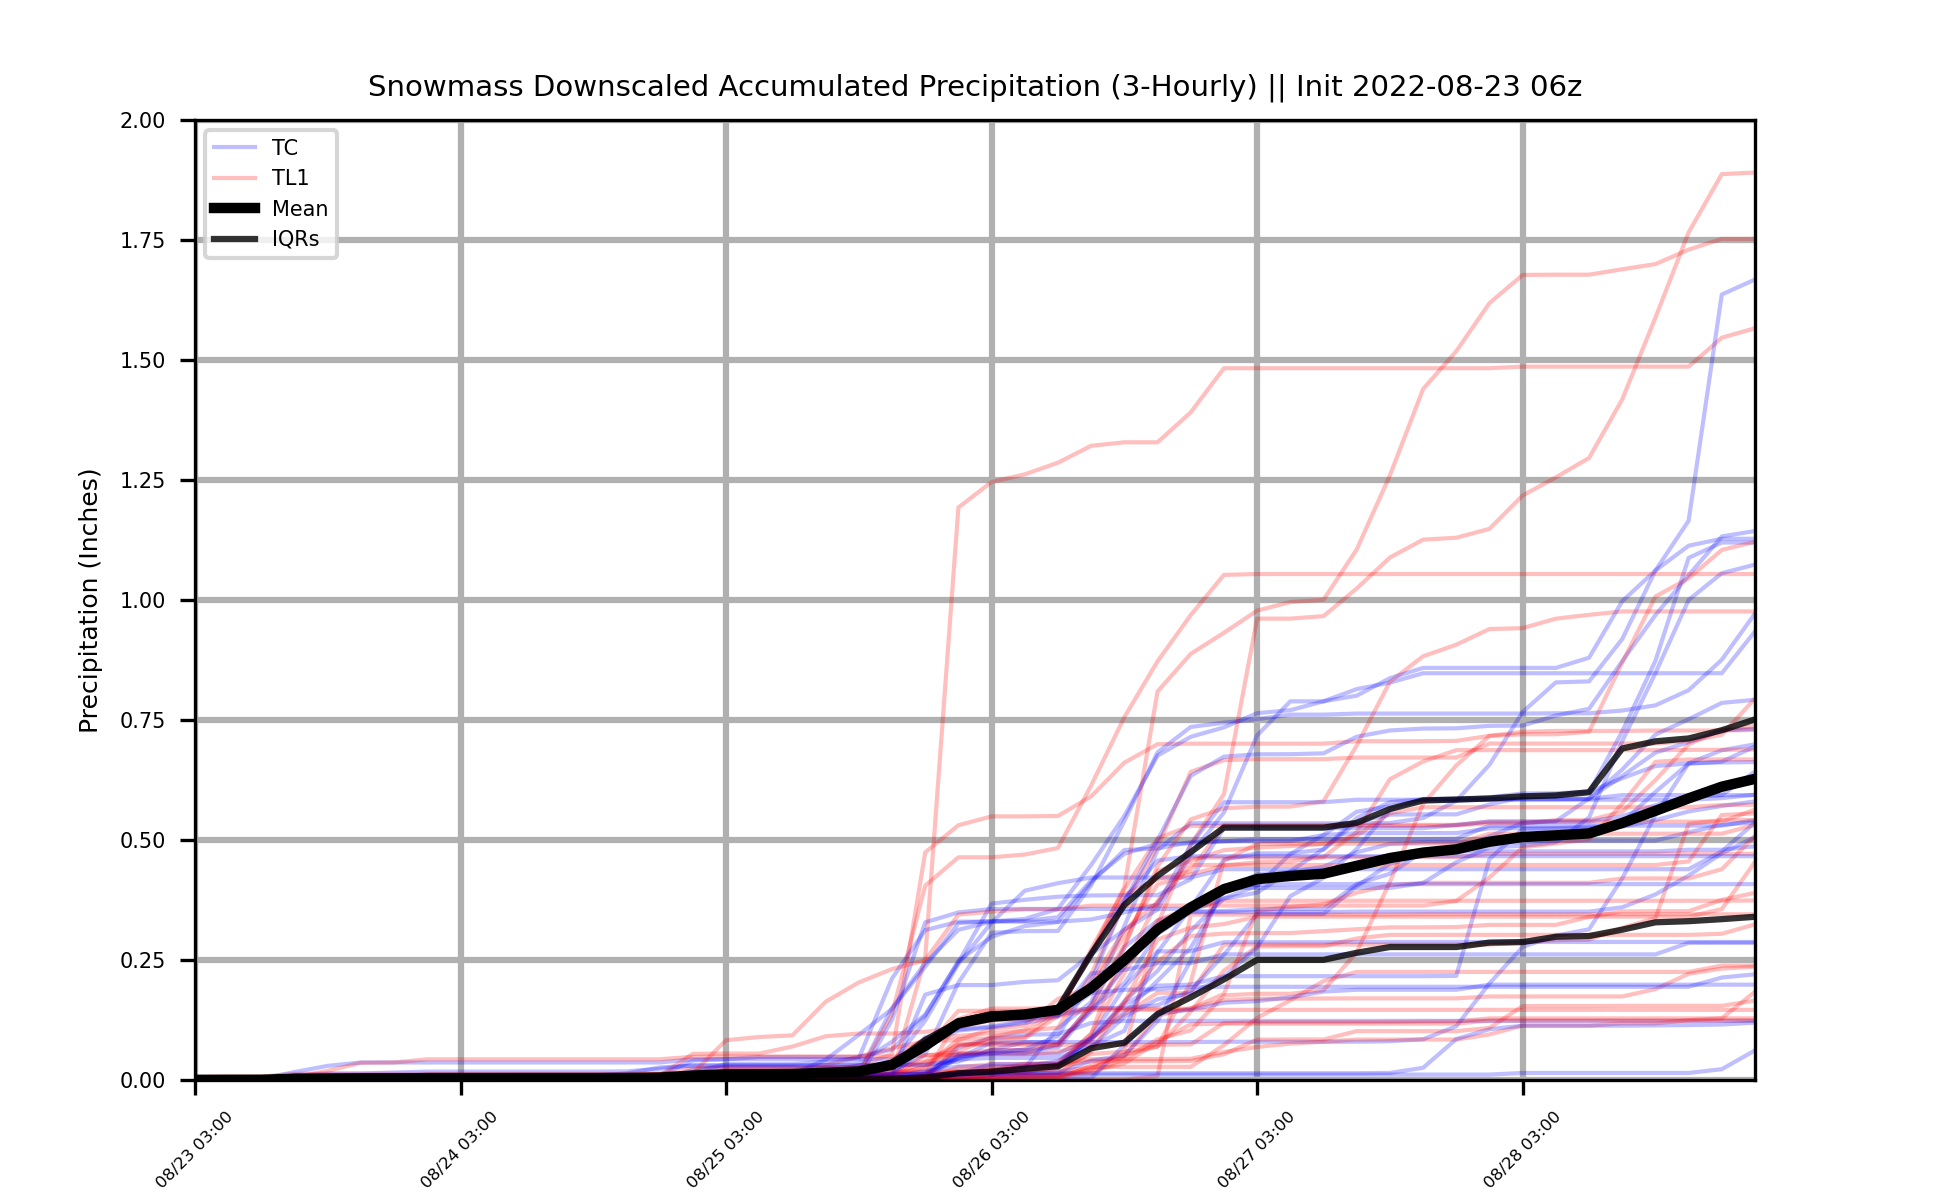 Snowmass Downscaled Accumulated Precipitation (3-Hourly) || Init 2022-08-23 06z
Precipitation (Inches)
2.00
1.75
1.50
1.25
1.00
0.75
0.50
0.25
0.00
TC
TL1
Mean
IQRs
08/23 03:00
08/24 03:00
08/25 03:00
08/26 03:00
08/27 03:00
08/28 03:00